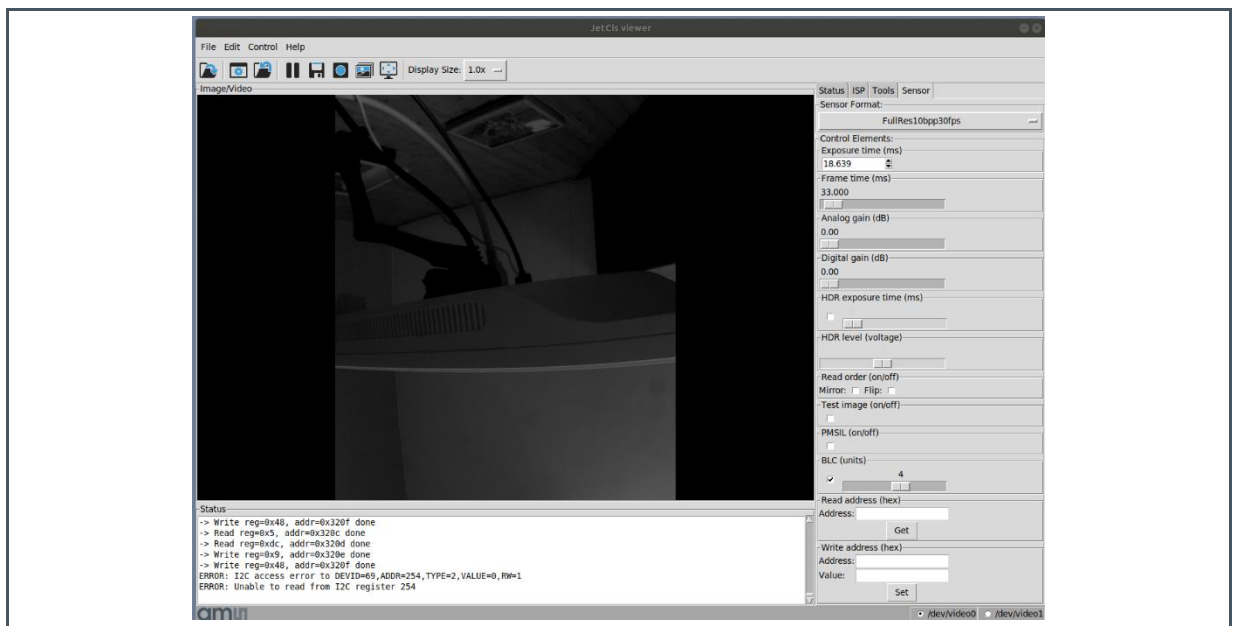 JetCis viewer
File Edit Control Help
Display Size: 1.0x
Image/Video
Status ISP Tools Sensor
Sensor Format:
FullRes10bpp30fps
Control Elements:
Exposure time (ms)
18.639
Frame time (ms)
33.000
Analog gain (dB)
0.00
Digital gain (dB)
0.00
HDR exposure time (ms)
HDR level (voltage)
Read order (on/off)
Mirror: Flip:
Test image (on/off)
PMSIL (on/off)
BLC (units)
4
Read address (hex)
Address:
Get
Write address (hex)
Address:
Value:
Set
Status
-> Write reg=0x48, addr=0x320f done
-> Read reg=0x5, addr=0x320c done
-> Read reg=0xdc, addr=0x320d done
-> Write reg=0x9, addr=0x320e done
-> Write reg=0x48, addr=0x320f done
ERROR: I2C access error to DEVID=69,ADDR=254,TYPE=2,VALUE=0,RW=1
ERROR: Unable to read from I2C register 254
amu
/dev/video0 /dev/video1